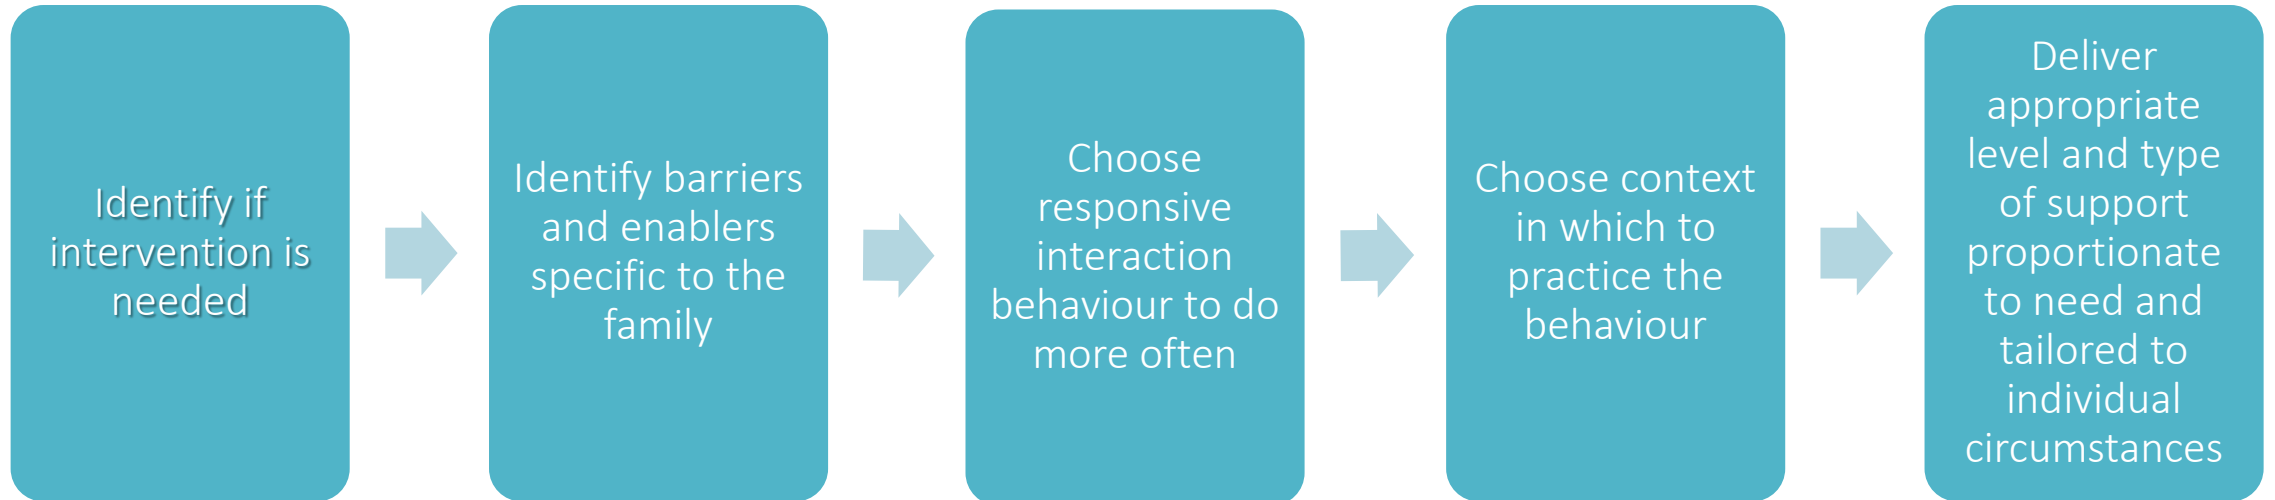 Identify if
intervention is
needed
Identify barriers
and enablers
specific to the
family
Choose
responsive
interaction
behaviour to do
more often
Choose context
in which to
practice the
behaviour
Deliver
appropriate
level and type
of support
proportionate
to need and
tailored to
individual
circumstances